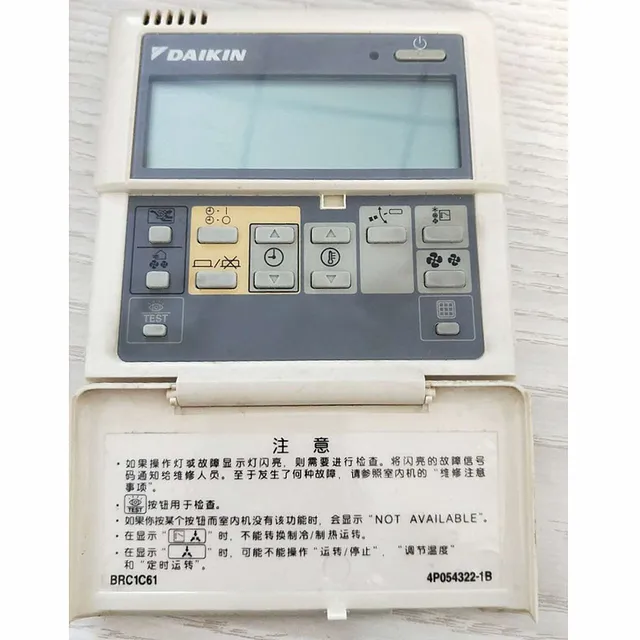 DAIKIN
TEST
注 意
· 如果操作灯或故障显示灯闪亮，则需要进行检查。将闪亮的故障信号
码通知给维修人员。至于发生了何种故障，请参照室内机的“维修注意
事项”。
· TEST 按钮用于检查。
· 如果你按某个按钮而室内机没有该功能时，会显示“NOT AVAILABLE”。
· 在显示“ ”时，不能转换制冷/制热运转。
· 在显示“ ”时，可能不能操作“运转/停止”，“调节温度”
和“定时运转”。
BRC1C61 4P054322-1B